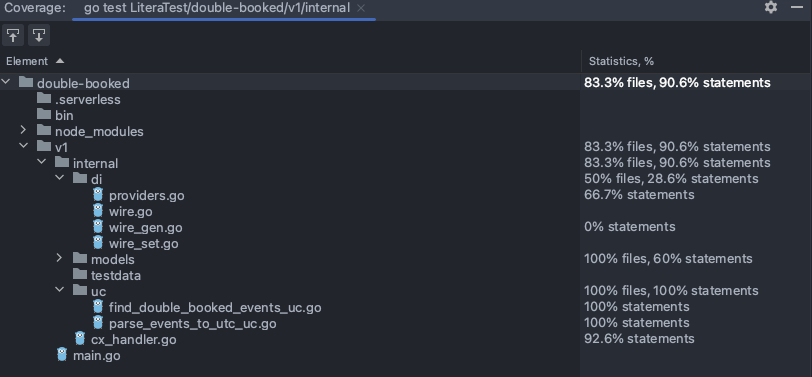 Coverage: go test LiteraTest/double-booked/v1/internal
Element Statistics, %
double-booked 83.3% files, 90.6% statements
.serverless
bin
node_modules
v1 83.3% files, 90.6% statements
internal 83.3% files, 90.6% statements
di 50% files, 28.6% statements
providers.go 66.7% statements
wire.go
wire_gen.go 0% statements
wire_set.go
models 100% files, 60% statements
testdata
uc 100% files, 100% statements
find_double_booked_events_uc.go 100% statements
parse_events_to_utc_uc.go 100% statements
cx_handler.go 92.6% statements
main.go